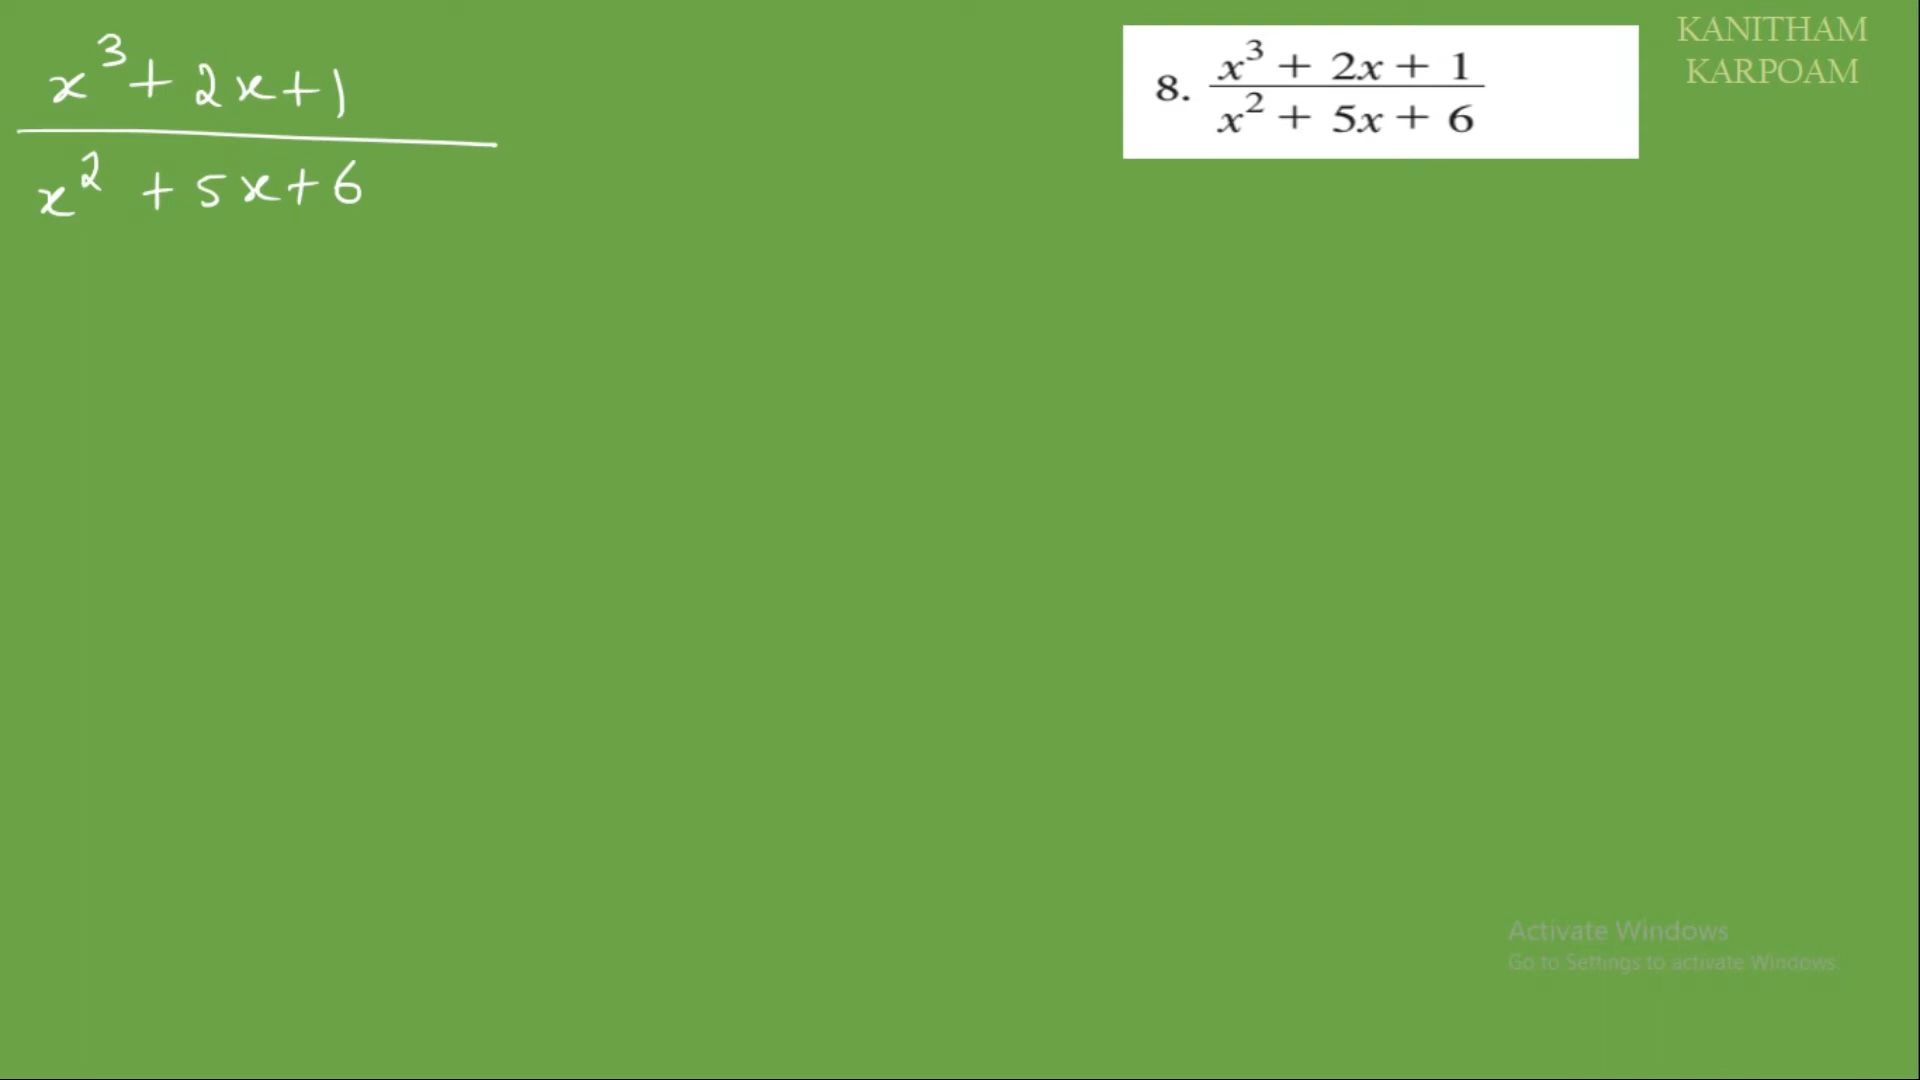 x³ + 2x + 1
x² + 5x + 6
8. x³ + 2x + 1
x² + 5x + 6
KANITHAM
KARPOAM
Activate Windows
Go to Settings to activate Windows.